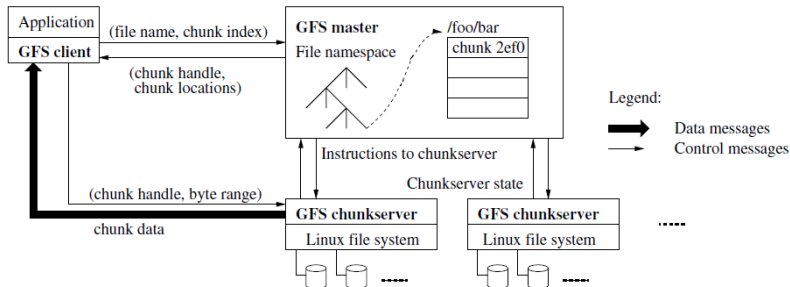 Application
GFS client
(file name, chunk index)
(chunk handle,
chunk locations)
GFS master
File namespace
/foo/bar
chunk 2ef0
Legend:
Data messages
Control messages
Instructions to chunkserver
Chunkserver state
(chunk handle, byte range)
chunk data
GFS chunkserver
Linux file system
GFS chunkserver
Linux file system